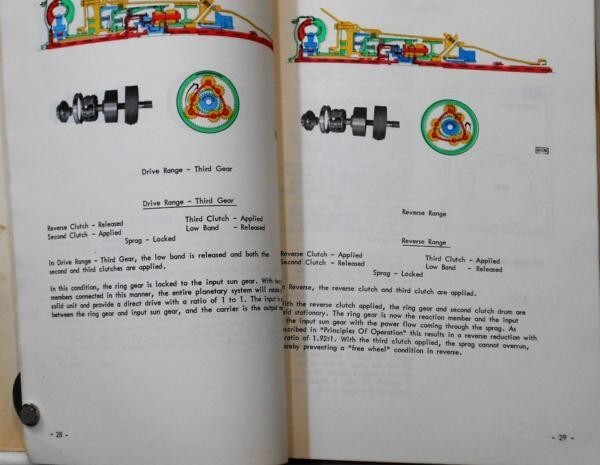 Drive Range - Third Gear
Drive Range - Third Gear
Reverse Clutch - Released Third Clutch - Applied
Second Clutch - Applied Low Band - Released
Sprag - Locked
In Drive Range - Third Gear, the low band is released and both the
second and third clutches are applied.
In this condition, the ring gear is locked to the input sun gear. With two
members connected in this manner, the entire planetary system will rotate
solid unit and provide a direct drive with a ratio of 1 to 1. The input is
between the ring gear and input sun gear, and the carrier is the output
- 28 -
Reverse Range
Reverse Range
Reverse Clutch - Applied Third Clutch - Applied
Second Clutch - Released Low Band - Released
Sprag - Locked
Reverse, the reverse clutch and third clutch are applied.
With the reverse clutch applied, the ring gear and second clutch drum are
stationary. The ring gear is now the reaction member and the input
the input sun gear with the power flow coming through the sprag. As
scribed in "Principles Of Operation" this results in a reverse reduction with
ratio of 1.92:1. With the third clutch applied, the sprag cannot overrun,
ereby preventing a "free wheel" condition in reverse.
- 29 -